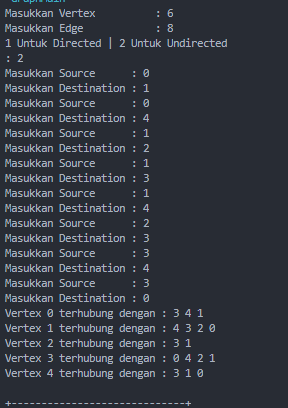 Masukkan Vertex : 6
Masukkan Edge : 8
1 Untuk Directed | 2 Untuk Undirected
: 2
Masukkan Source : 0
Masukkan Destination : 1
Masukkan Source : 0
Masukkan Destination : 4
Masukkan Source : 1
Masukkan Destination : 2
Masukkan Source : 1
Masukkan Destination : 3
Masukkan Source : 1
Masukkan Destination : 4
Masukkan Source : 2
Masukkan Destination : 3
Masukkan Source : 3
Masukkan Destination : 4
Masukkan Source : 3
Masukkan Destination : 0
Vertex 0 terhubung dengan : 3 4 1
Vertex 1 terhubung dengan : 4 3 2 0
Vertex 2 terhubung dengan : 3 1
Vertex 3 terhubung dengan : 0 4 2 1
Vertex 4 terhubung dengan : 3 1 0
+-----------------------------+